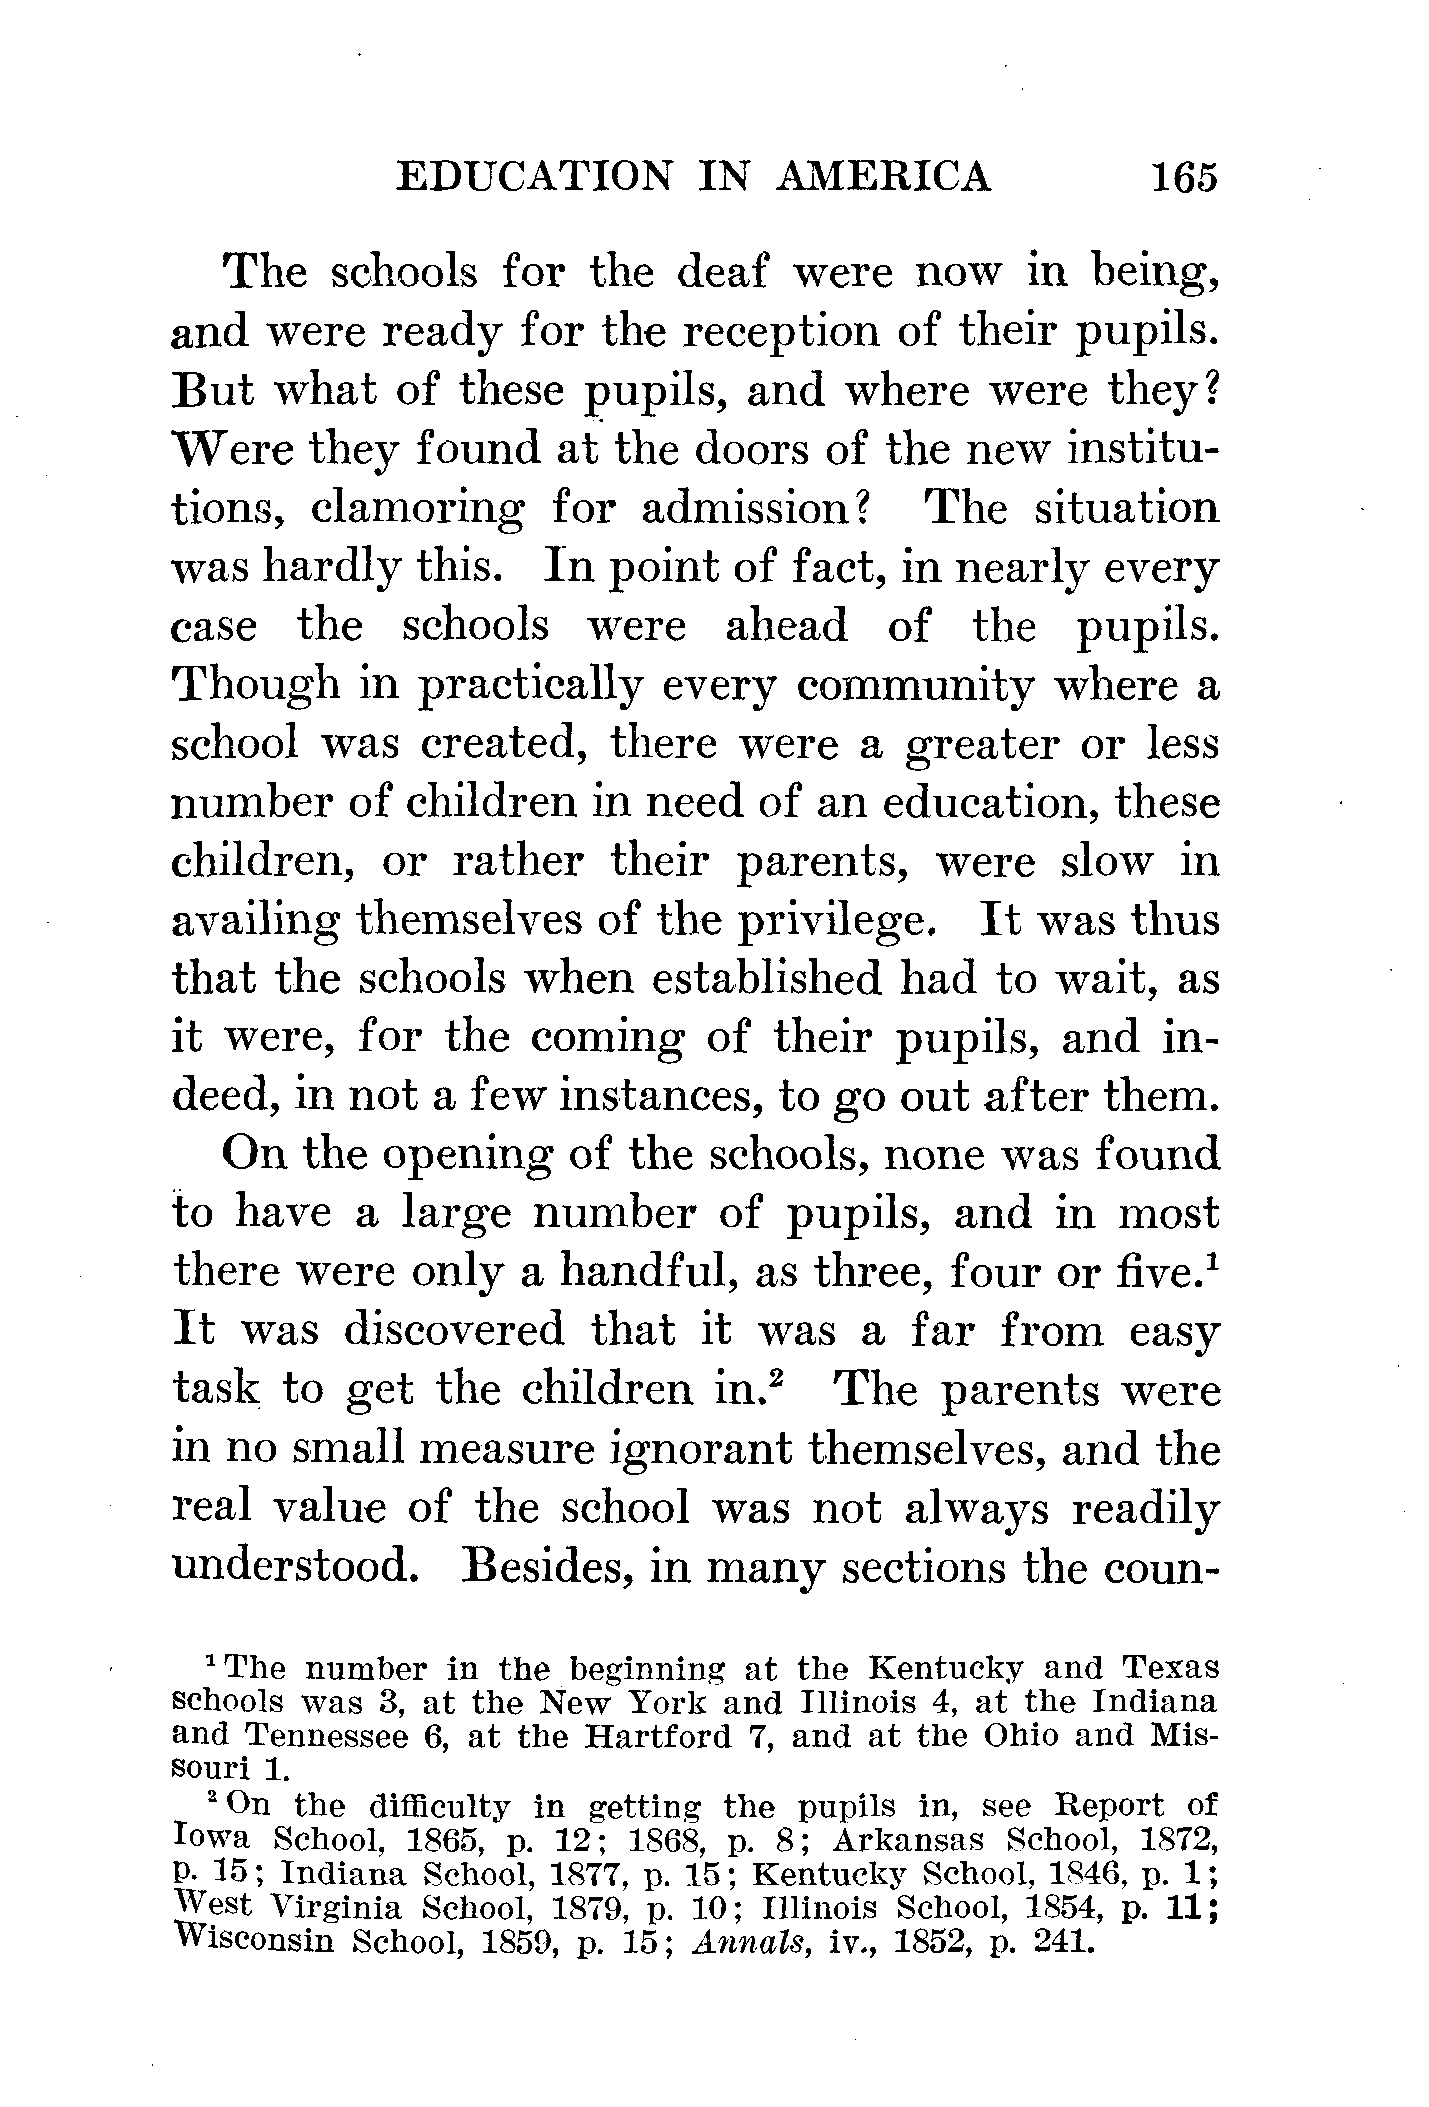 EDUCATION IN AMERICA 165
The schools for the deaf were now in being,
and were ready for the reception of their pupils.
But what of these pupils, and where were they?
Were they found at the doors of the new institu-
tions, clamoring for admission? The situation
was hardly this. In point of fact, in nearly every
case the schools were ahead of the pupils.
Though in practically every community where a
school was created, there were a greater or less
number of children in need of an education, these
children, or rather their parents, were slow in
availing themselves of the privilege. It was thus
that the schools when established had to wait, as
it were, for the coming of their pupils, and in-
deed, in not a few instances, to go out after them.
On the opening of the schools, none was found
to have a large number of pupils, and in most
there were only a handful, as three, four or five.¹
It was discovered that it was a far from easy
task to get the children in.² The parents were
in no small measure ignorant themselves, and the
real value of the school was not always readily
understood. Besides, in many sections the coun-
¹ The number in the beginning at the Kentucky and Texas
schools was 3, at the New York and Illinois 4, at the Indiana
and Tennessee 6, at the Hartford 7, and at the Ohio and Mis-
souri 1.
² On the difficulty in getting the pupils in, see Report of
Iowa School, 1865, p. 12; 1868, p. 8; Arkansas School, 1872,
p. 15; Indiana School, 1877, p. 15; Kentucky School, 1846, p. 1;
West Virginia School, 1879, p. 10; Illinois School, 1854, p. 11;
Wisconsin School, 1859, p. 15; Annals, iv., 1852, p. 241.